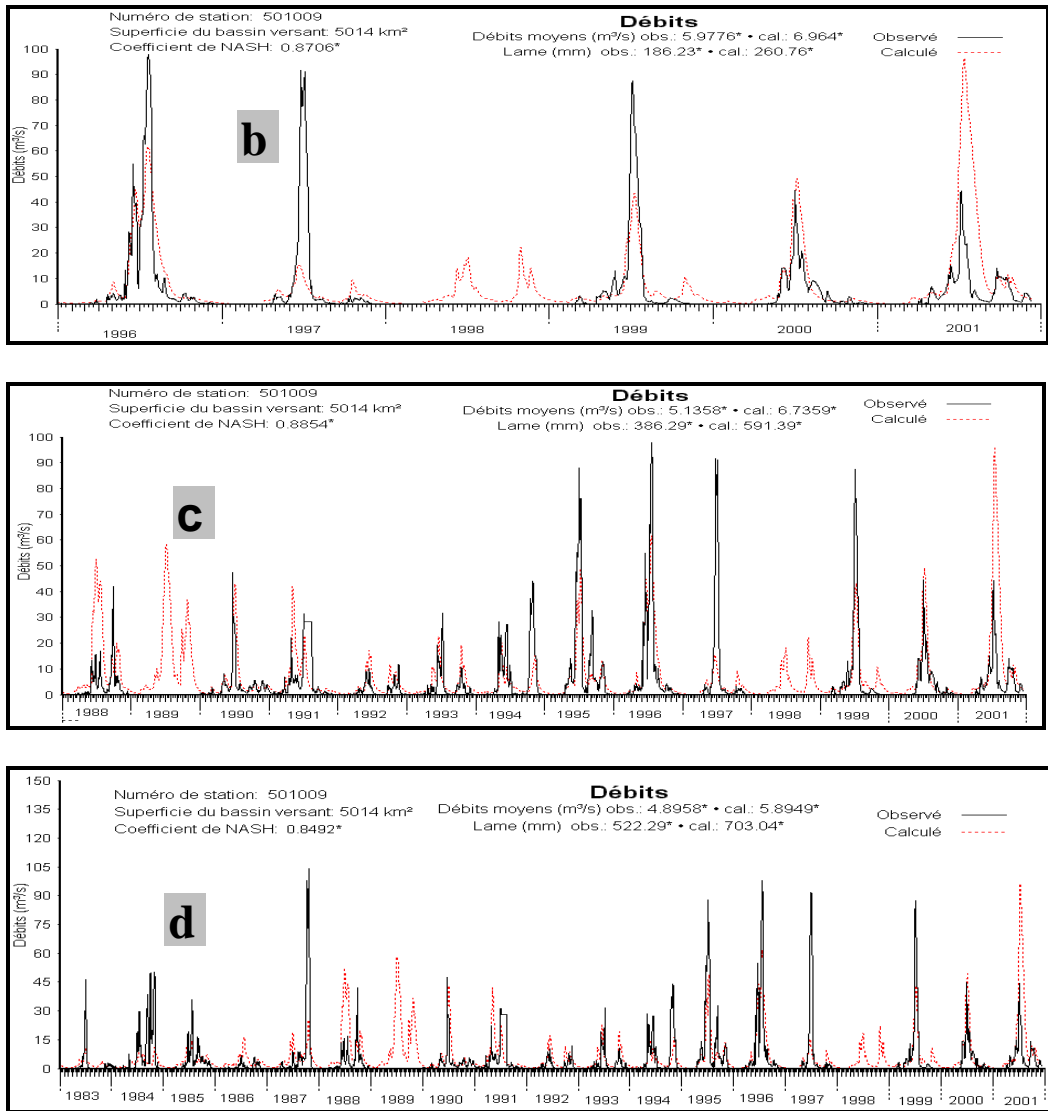 Numéro de station: 501009
Superficie du bassin versant: 5014 km²
Coefficient de NASH: 0.8706*
Débits
Débits moyens (m³/s) obs.: 5.9776* • cal.: 6.964*
Lame (mm) obs.: 186.23* • cal.: 260.76*
Observé
Calculé
Débits (m³/s)
100
90
80
70
60
50
40
30
20
10
0
b
1996 1997 1998 1999 2000 2001
Numéro de station: 501009
Superficie du bassin versant: 5014 km²
Coefficient de NASH: 0.8854*
Débits
Débits moyens (m³/s) obs.: 5.1358* • cal.: 6.7359*
Lame (mm) obs.: 386.29* • cal.: 591.39*
Observé
Calculé
Débits (m³/s)
100
90
80
70
60
50
40
30
20
10
0
c
1988 1989 1990 1991 1992 1993 1994 1995 1996 1997 1998 1999 2000 2001
Numéro de station: 501009
Superficie du bassin versant: 5014 km²
Coefficient de NASH: 0.8492*
Débits
Débits moyens (m³/s) obs.: 4.8958* • cal.: 5.8949*
Lame (mm) obs.: 522.29* • cal.: 703.04*
Observé
Calculé
Débits (m³/s)
150
135
120
105
90
75
60
45
30
15
0
d
1983 1984 1985 1986 1987 1988 1989 1990 1991 1992 1993 1994 1995 1996 1997 1998 1999 2000 2001